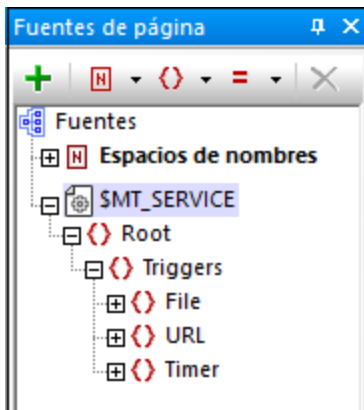 Fuentes de página
Fuentes
Espacios de nombres
$MT_SERVICE
Root
Triggers
File
URL
Timer